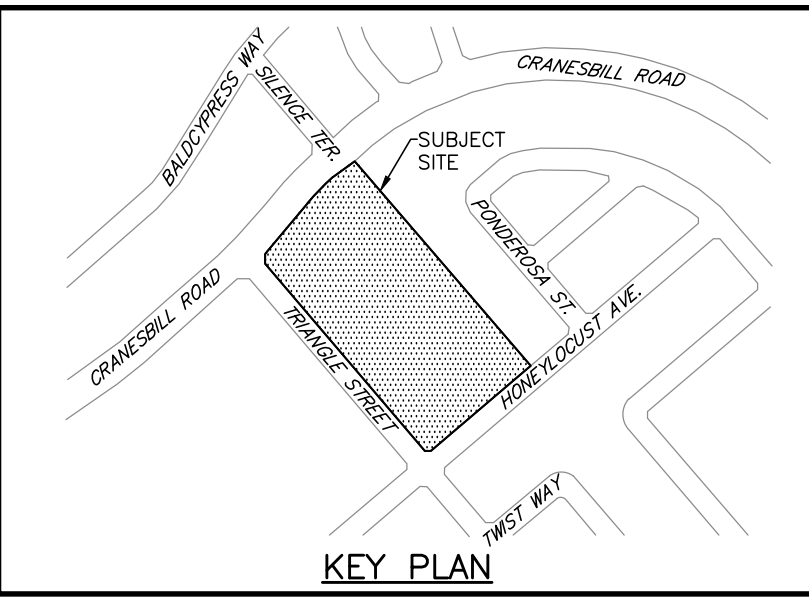 BALDCYPRESS WAY
SILENCE TER.
CRANESBILL ROAD
SUBJECT
SITE
PONDEROSA ST.
CRANESBILL ROAD
TRIANGLE STREET
HONEYLOCUST AVE.
TWIST WAY
KEY PLAN